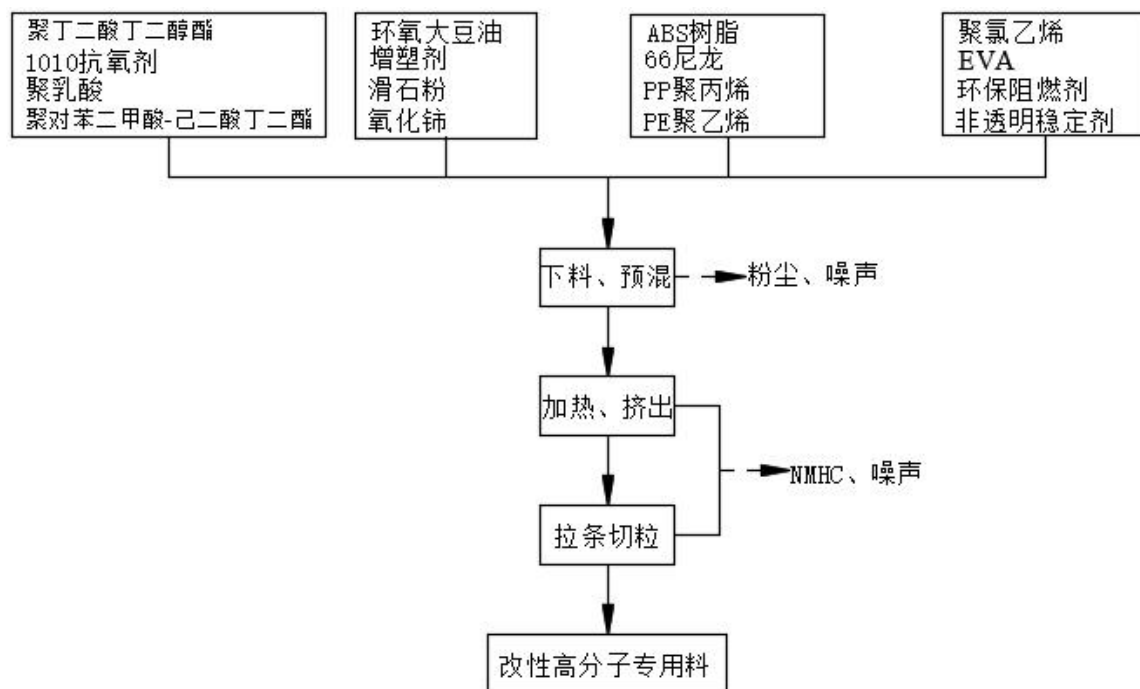 聚丁二酸丁二醇酯
1010抗氧剂
聚乳酸
聚对苯二甲酸-己二酸丁二酯
环氧大豆油
增塑剂
滑石粉
氧化铈
ABS树脂
66尼龙
PP聚丙烯
PE聚乙烯
聚氯乙烯
EVA
环保阻燃剂
非透明稳定剂
下料、预混
粉尘、噪声
加热、挤出
NMHC、噪声
拉条切粒
改性高分子专用料